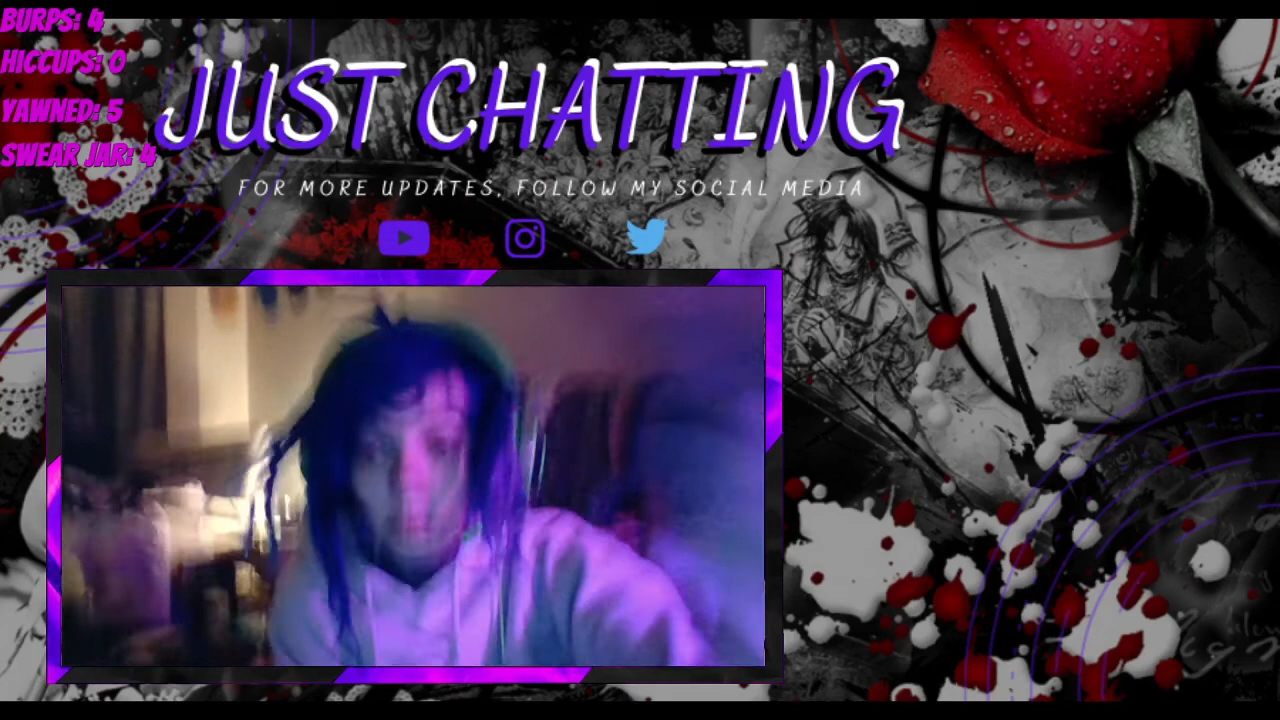 BURPS: 4
HICCUPS: 0
YAWNED: 5
SWEAR JAR: 4
JUST CHATTING
FOR MORE UPDATES, FOLLOW MY SOCIAL MEDIA